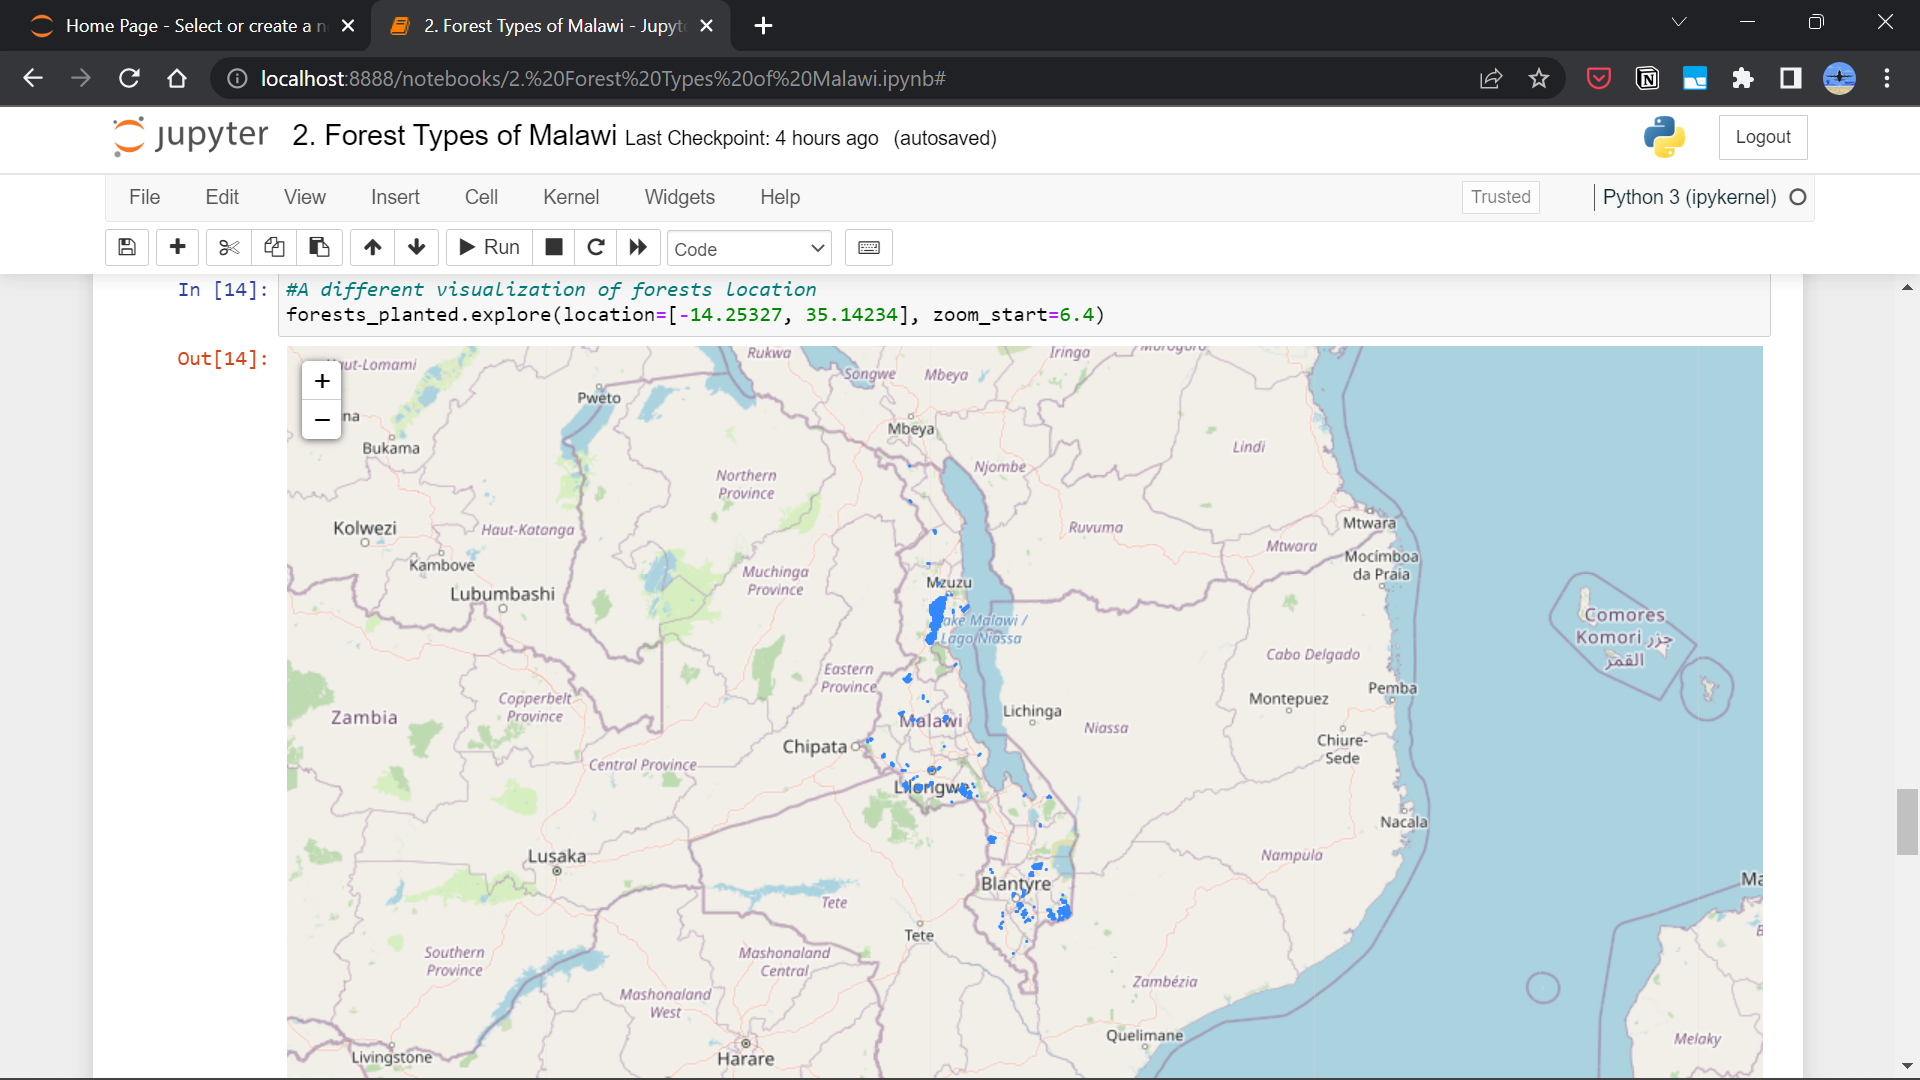 Home Page - Select or create a n
2. Forest Types of Malawi - Jupyte
localhost:8888/notebooks/2.%20Forest%20Types%20of%20Malawi.ipynb#
jupyter 2. Forest Types of Malawi Last Checkpoint: 4 hours ago (autosaved)
Logout
File Edit View Insert Cell Kernel Widgets Help
Trusted
Python 3 (ipykernel)
Run
Code
In [14]: #A different visualization of forests location
forests_planted.explore(location=[-14.25327, 35.14234], zoom_start=6.4)
Out[14]:
+
−
ut-Lomami
Rukwa
Iringa
Morogoro
Songwe
Mbeya
Pweto
na
Mbeya
Bukama
Lindi
Njombe
Northern
Province
Kolwezi
Haut-Katanga
Ruvuma
Mtwara
Mtwara
Kambove
Mocímboa
da Praia
Muchinga
Province
Mzuzu
Lubumbashi
Lake Malawi /
Lago Niassa
Comores
Komori جزر
القمر
Cabo Delgado
Eastern
Province
Copperbelt
Province
Montepuez
Pemba
Zambia
Malawi
Lichinga
Niassa
Chipata
Chiure-
Sede
Central Province
Lilongwe
Nacala
Lusaka
Nampula
Blantyre
Ma
Tete
Tete
Southern
Province
Mashonaland
Central
Zambézia
Mashonaland
West
Quelimane
Melaky
Livingstone
Harare